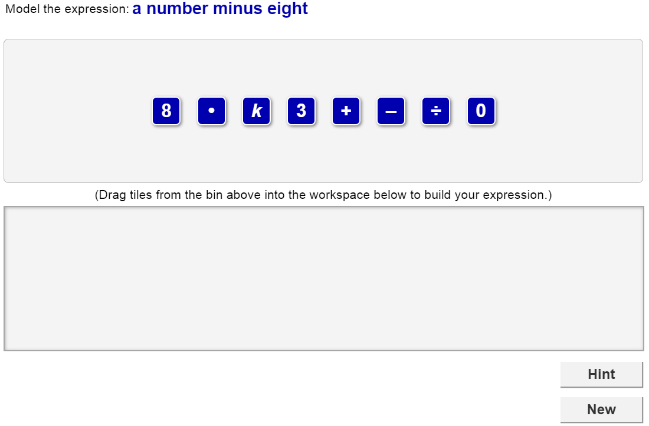 Model the expression: a number minus eight
8 • k 3 + – ÷ 0
(Drag tiles from the bin above into the workspace below to build your expression.)
Hint
New